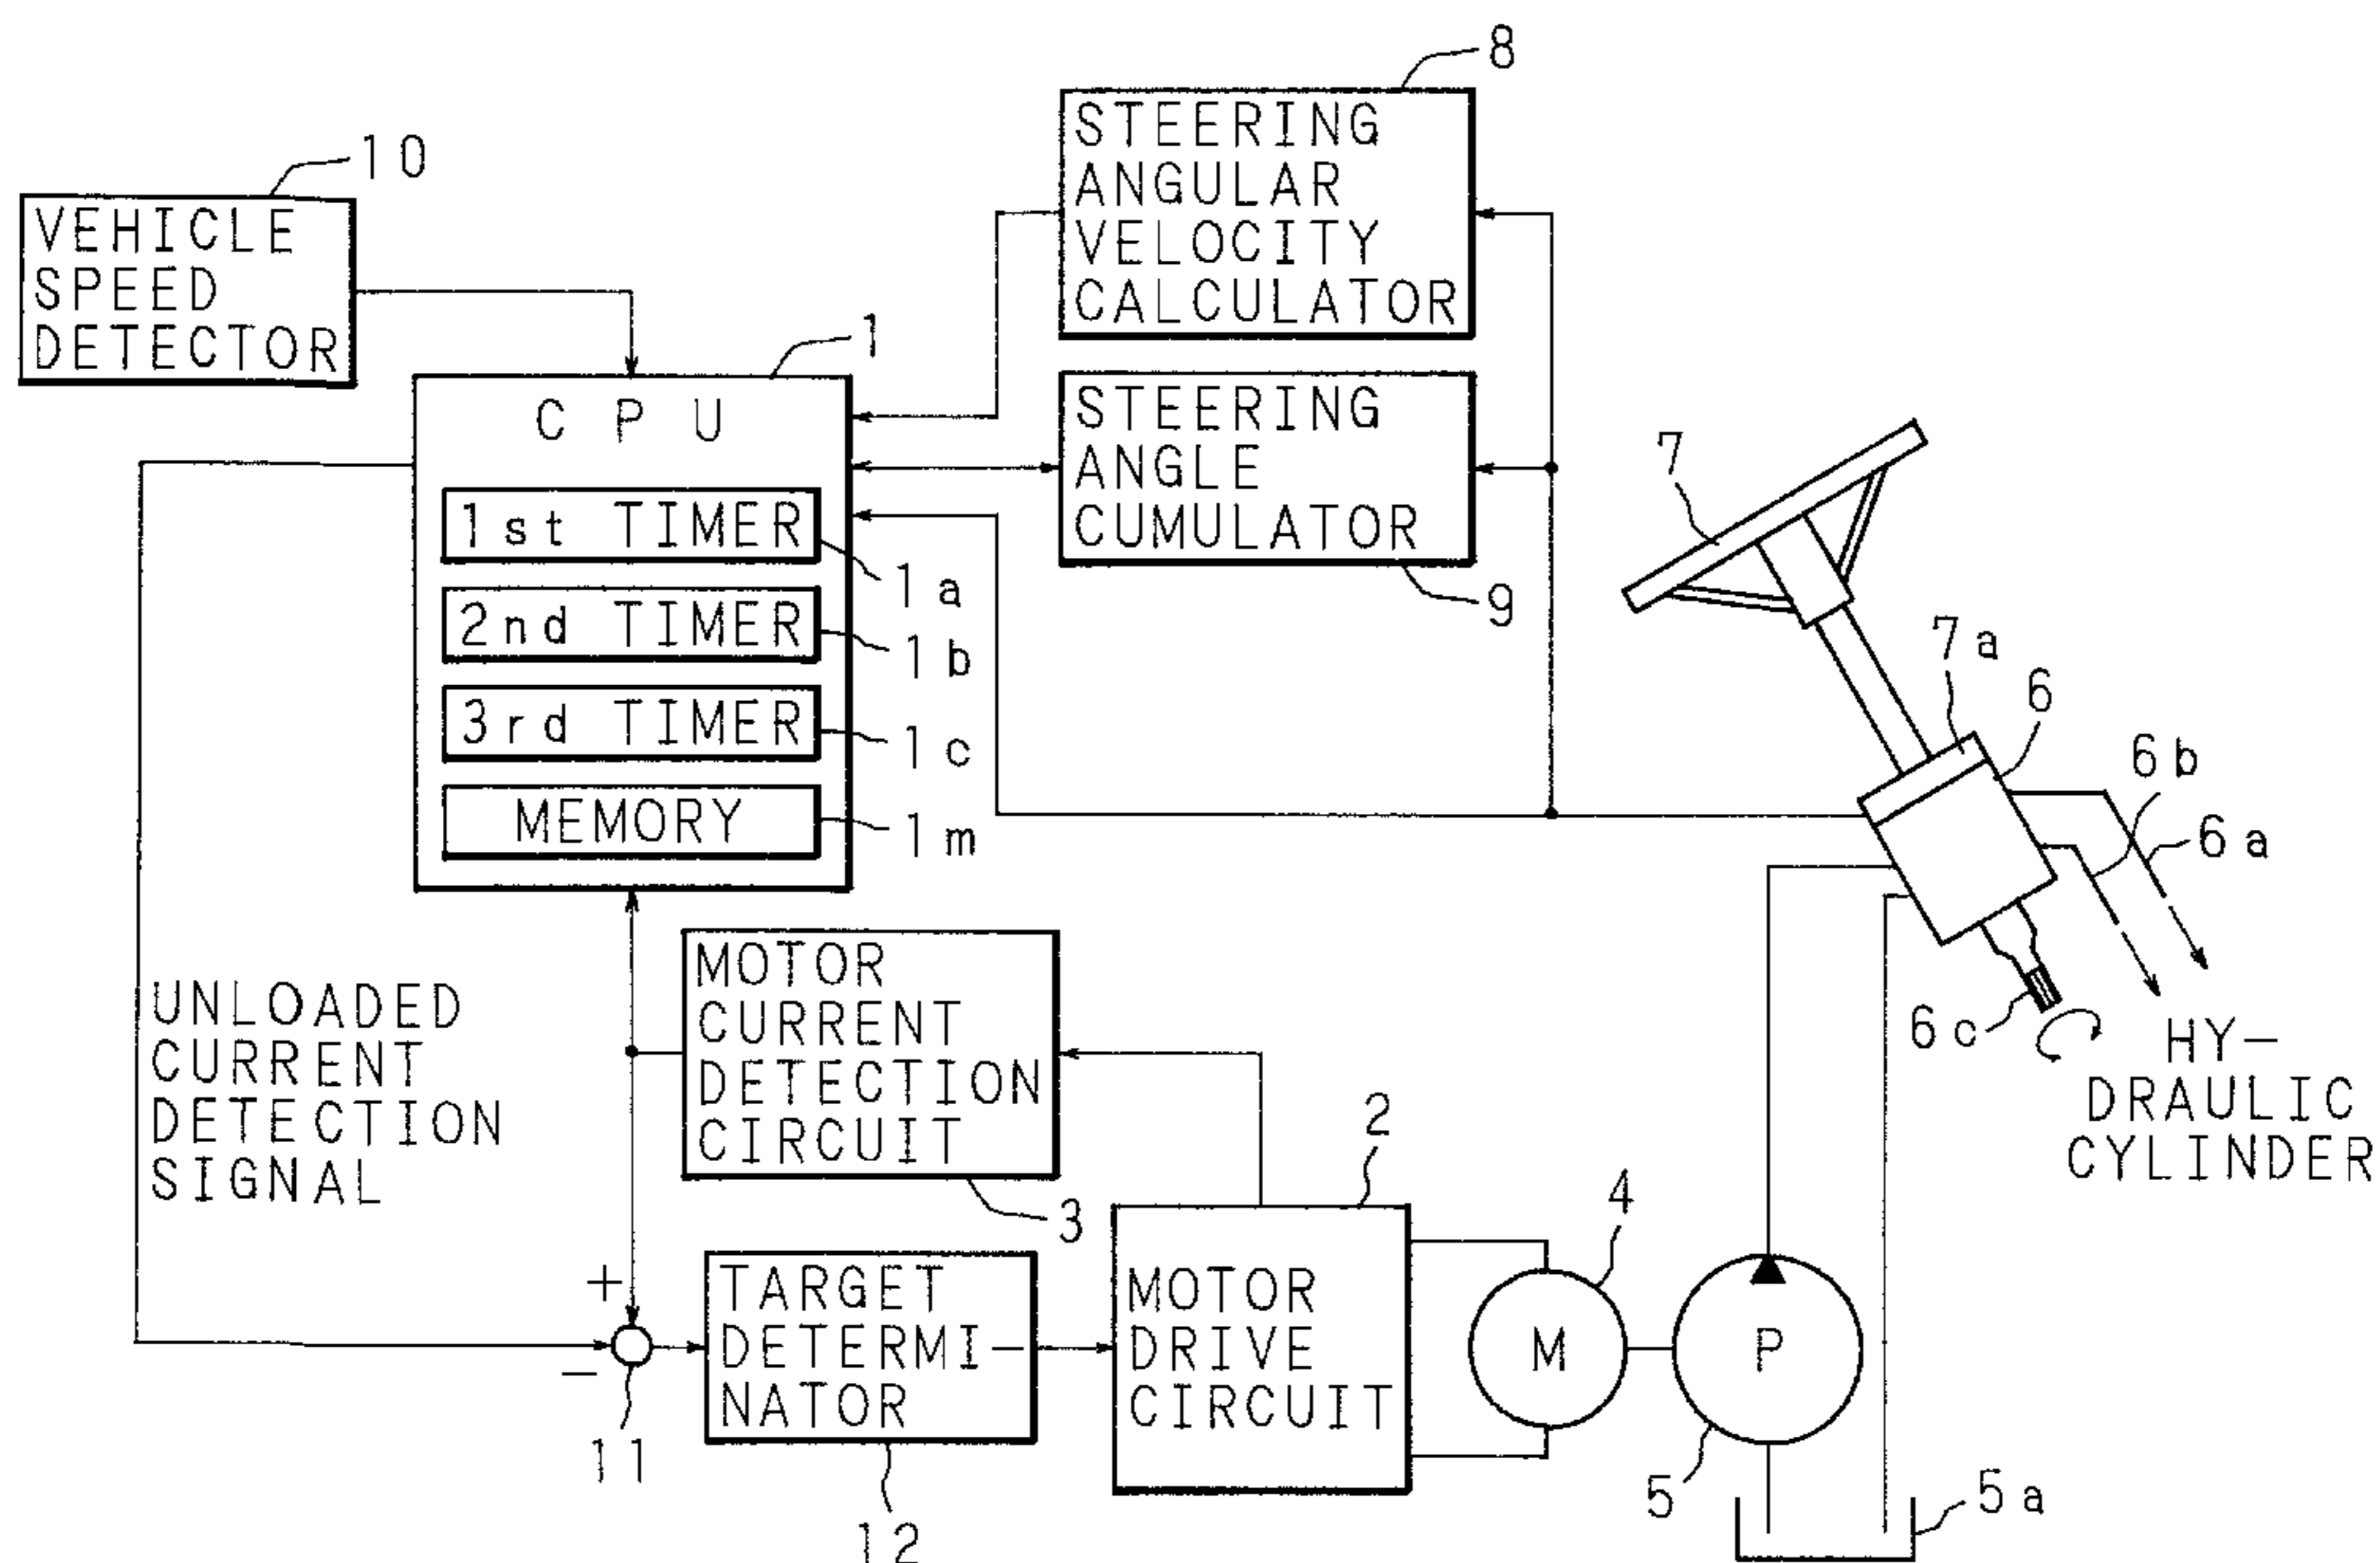 8
STEERING
ANGULAR
VELOCITY
CALCULATOR
10
VEHICLE
SPEED
DETECTOR
1
CPU
1st TIMER
1a
2nd TIMER
1b
3rd TIMER
1c
MEMORY
1m
STEERING
ANGLE
CUMULATOR
9
7
7a
6
6b
6a
6c
HY-
DRAULIC
CYLINDER
UNLOADED
CURRENT
DETECTION
SIGNAL
MOTOR
CURRENT
DETECTION
CIRCUIT
3
+
−
11
TARGET
DETERMI-
NATOR
12
2
MOTOR
DRIVE
CIRCUIT
4
M
P
5
5a